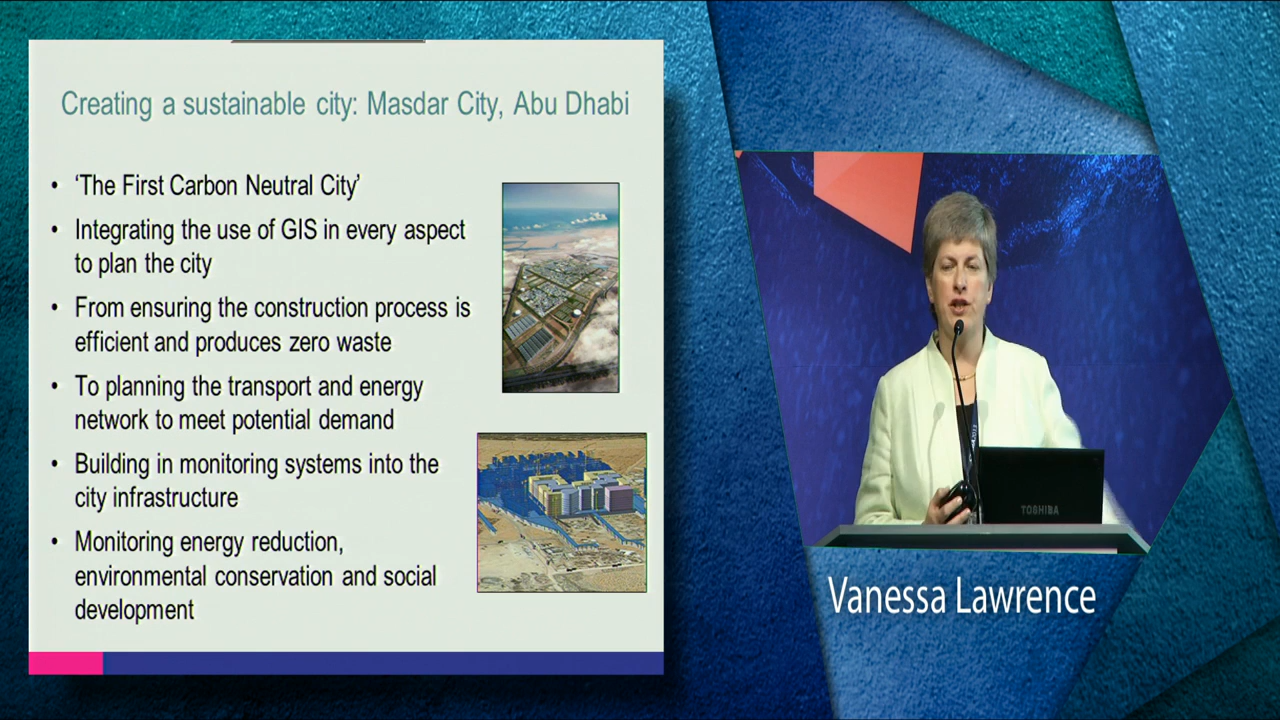 Creating a sustainable city: Masdar City, Abu Dhabi
• ‘The First Carbon Neutral City’
• Integrating the use of GIS in every aspect
to plan the city
• From ensuring the construction process is
efficient and produces zero waste
• To planning the transport and energy
network to meet potential demand
• Building in monitoring systems into the
city infrastructure
• Monitoring energy reduction,
environmental conservation and social
development
TOSHIBA
Vanessa Lawrence